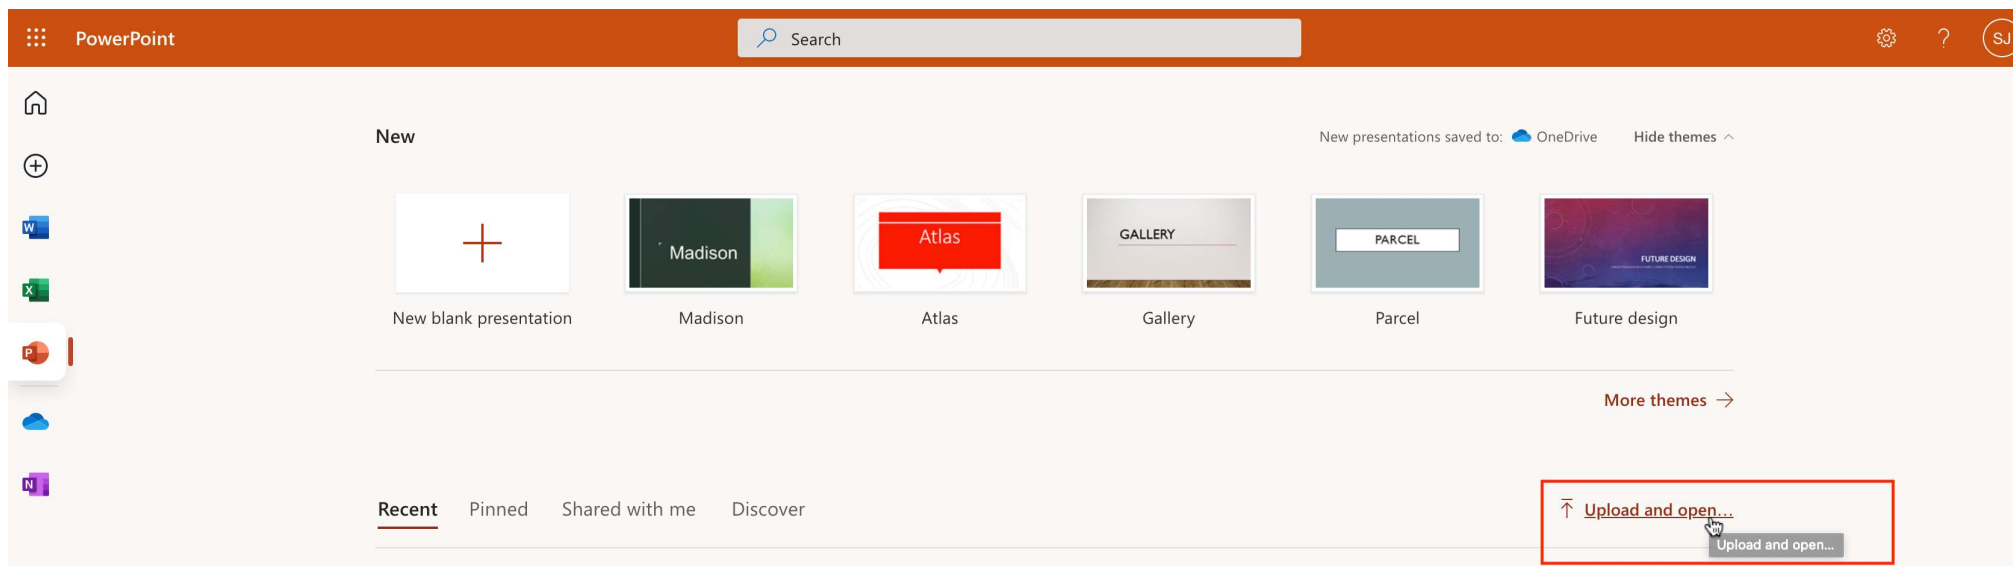 PowerPoint
Search
SJ
New
New presentations saved to: OneDrive
Hide themes
Madison
Atlas
GALLERY
PARCEL
FUTURE DESIGN
New blank presentation
Madison
Atlas
Gallery
Parcel
Future design
More themes
W
X
P
N
Recent
Pinned
Shared with me
Discover
Upload and open...
Upload and open...